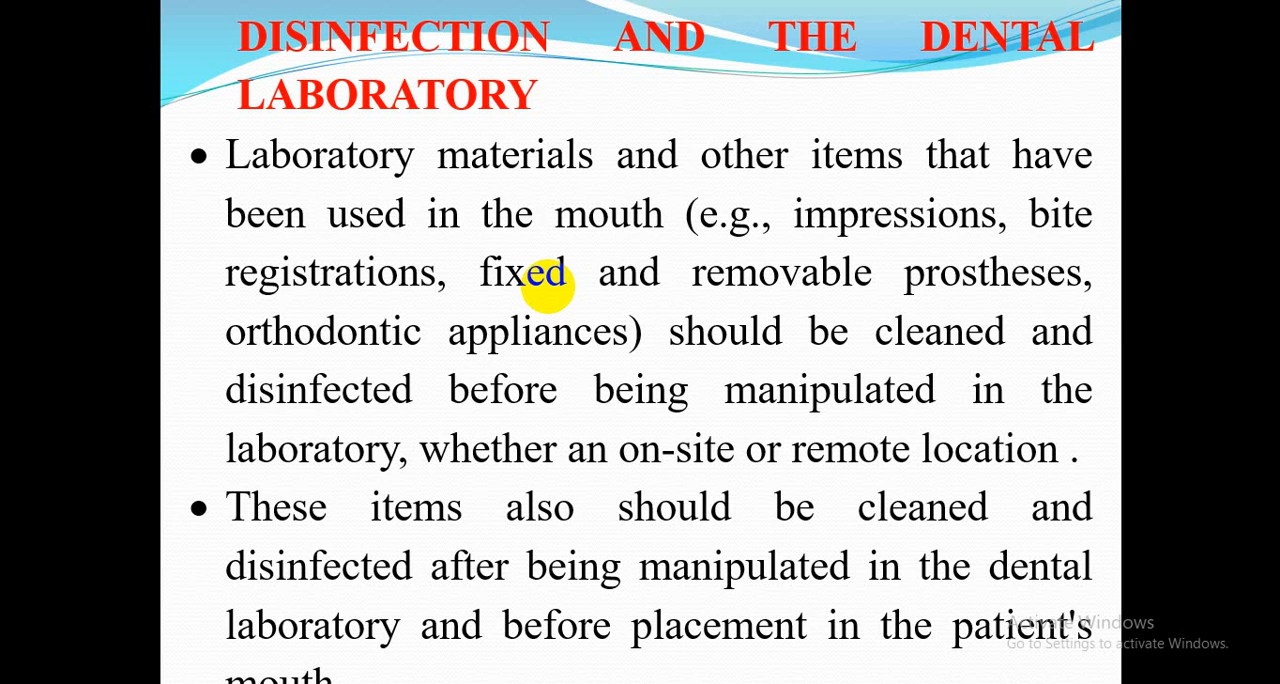 DISINFECTION AND THE DENTAL
LABORATORY
• Laboratory materials and other items that have
been used in the mouth (e.g., impressions, bite
registrations, fixed and removable prostheses,
orthodontic appliances) should be cleaned and
disinfected before being manipulated in the
laboratory, whether an on-site or remote location .
• These items also should be cleaned and
disinfected after being manipulated in the dental
laboratory and before placement in the patient's
mouth
Activate Windows
Go to Settings to activate Windows.